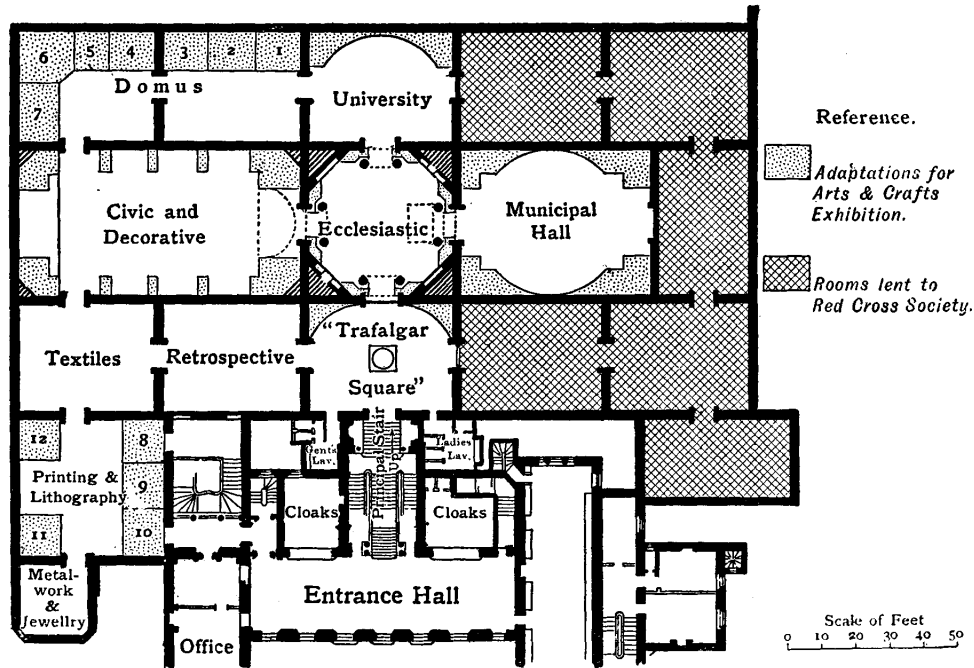 6
5
4
3
2
1
7
Domus
University
Reference.
Adaptations for
Arts & Crafts
Exhibition.
Civic and
Decorative
Ecclesiastic
Municipal
Hall
Rooms lent to
Red Cross Society.
Textiles
Retrospective
"Trafalgar
Square"
12
8
Printing &
Lithography
9
11
10
Gents
Lav.
Principal Stair
UP
Ladies
Lav.
Cloaks
Cloaks
Metal-
work
&
Jewellry
Entrance Hall
Office
Scale of Feet
0 10 20 30 40 50